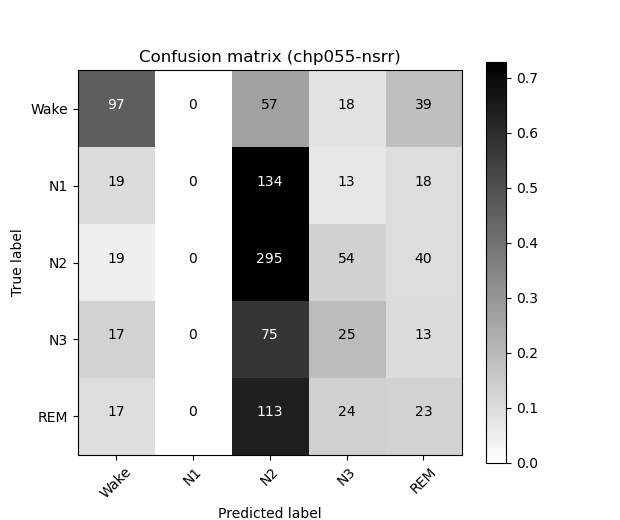 Confusion matrix (chp055-nsrr)
Wake 97 0 57 18 39
N1 19 0 134 13 18
N2 19 0 295 54 40
N3 17 0 75 25 13
REM 17 0 113 24 23
True label
Wake N1 N2 N3 REM
Predicted label
0.7
0.6
0.5
0.4
0.3
0.2
0.1
0.0